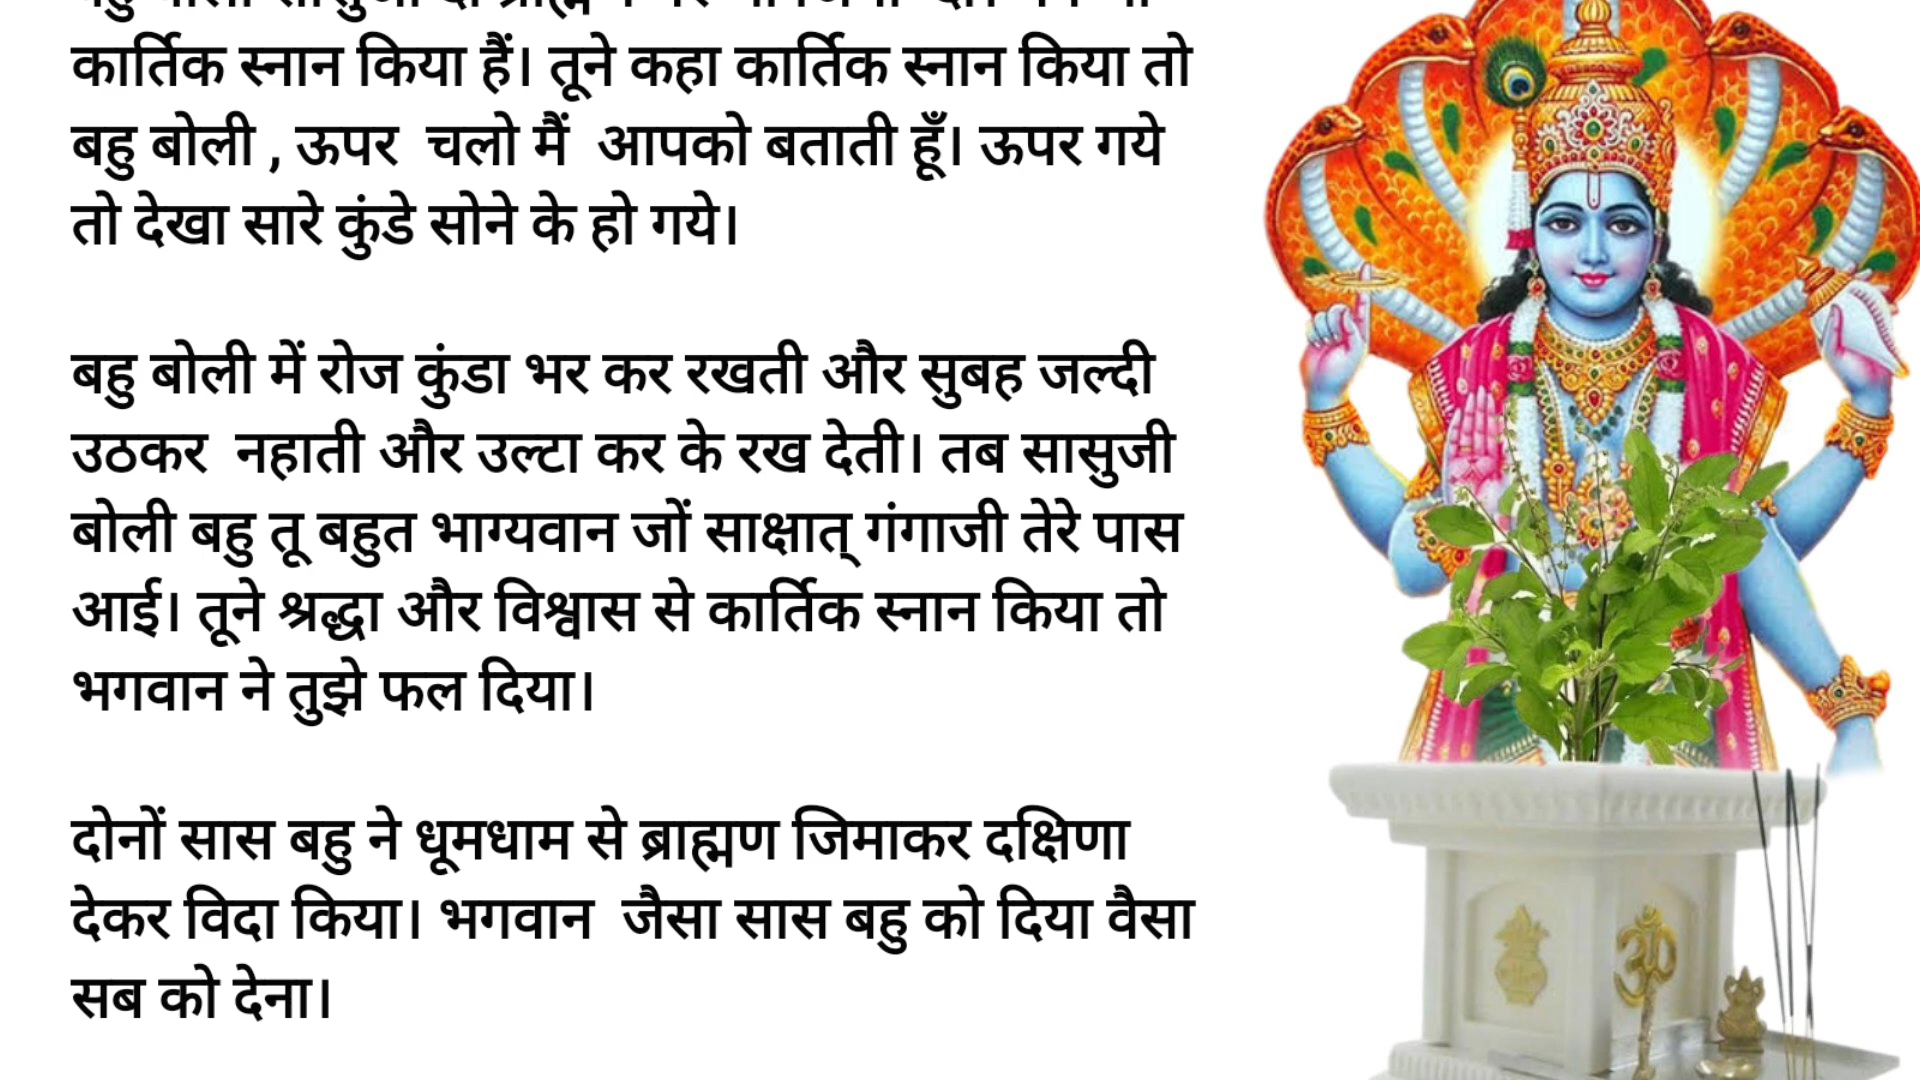 कार्तिक स्नान किया हैं। तूने कहा कार्तिक स्नान किया तो
बहु बोली , ऊपर चलो मैं आपको बताती हूँ। ऊपर गये
तो देखा सारे कुंडे सोने के हो गये।
बहु बोली में रोज कुंडा भर कर रखती और सुबह जल्दी
उठकर नहाती और उल्टा कर के रख देती। तब सासुजी
बोली बहु तू बहुत भाग्यवान जों साक्षात् गंगाजी तेरे पास
आई। तूने श्रद्धा और विश्वास से कार्तिक स्नान किया तो
भगवान ने तुझे फल दिया।
दोनों सास बहु ने धूमधाम से ब्राह्मण जिमाकर दक्षिणा
देकर विदा किया। भगवान जैसा सास बहु को दिया वैसा
सब को देना।
ॐ